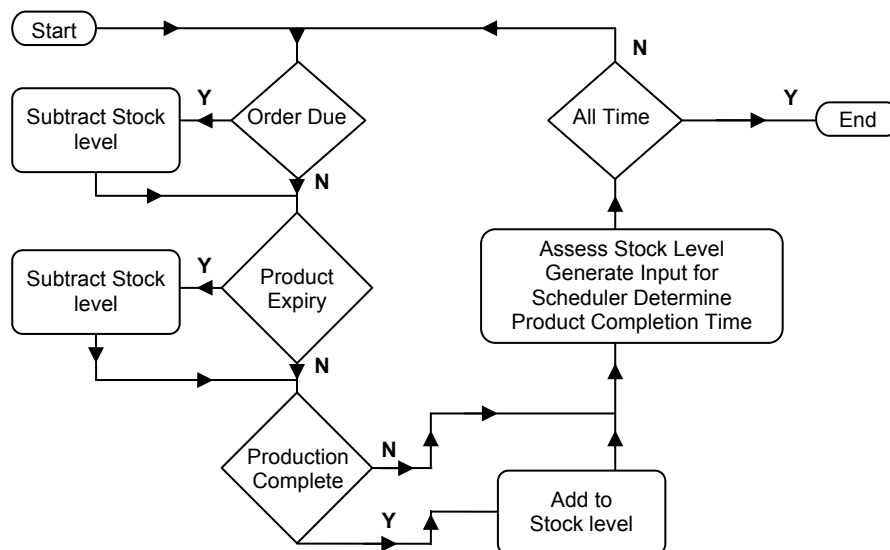 Start
N
Y
Order Due
All Time
Y
End
Subtract Stock
level
N
Subtract Stock
level
Y
Product
Expiry
Assess Stock Level
Generate Input for
Scheduler Determine
Product Completion Time
N
Production
Complete
N
Y
Add to
Stock level